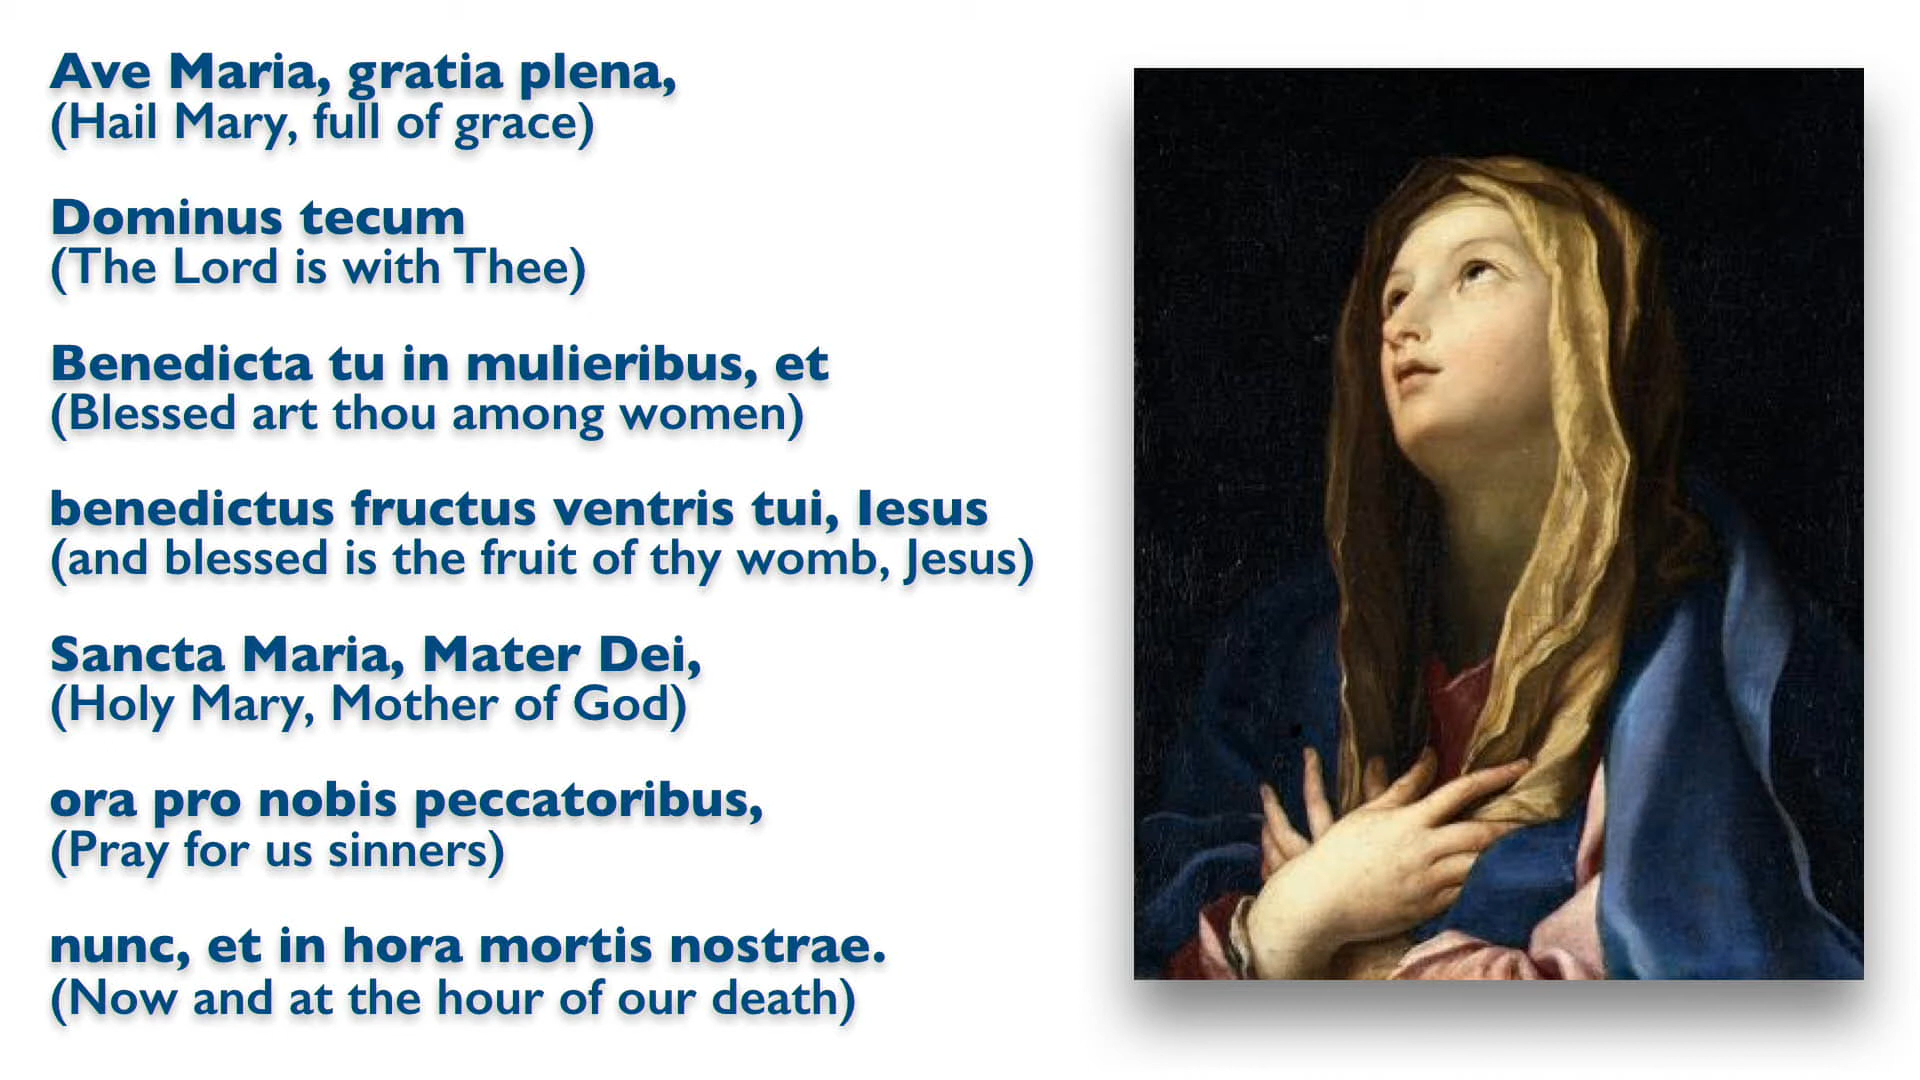 Ave Maria, gratia plena,
(Hail Mary, full of grace)
Dominus tecum
(The Lord is with Thee)
Benedicta tu in mulieribus, et
(Blessed art thou among women)
benedictus fructus ventris tui, Iesus
(and blessed is the fruit of thy womb, Jesus)
Sancta Maria, Mater Dei,
(Holy Mary, Mother of God)
ora pro nobis peccatoribus,
(Pray for us sinners)
nunc, et in hora mortis nostrae.
(Now and at the hour of our death)